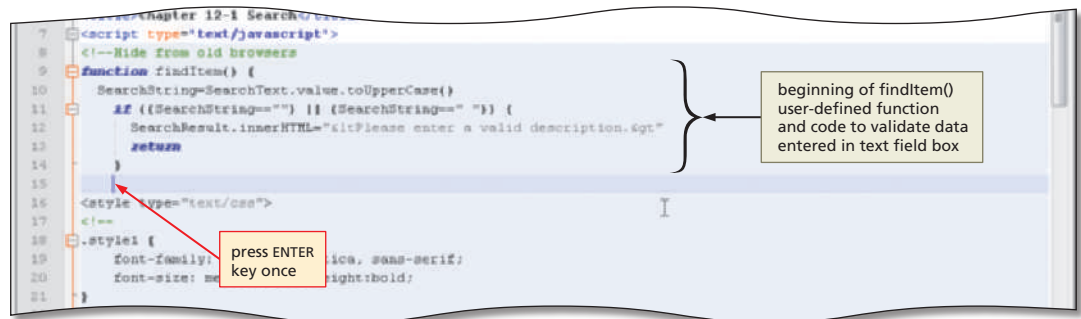 Chapter 12-1 Search</
7 <script type="text/javascript">
8 <!--Hide from old browsers
9 function findItem() {
10 SearchString=SearchText.value.toUpperCase()
11 if ((SearchString=="") || (SearchString==" ")) {
12 SearchResult.innerHTML="&ltPlease enter a valid description.&gt"
13 return
14 }
15
16 <style type="text/css">
17 <!--
18 .style1 {
19 font-family: ica, sans-serif;
20 font-size: me eight:bold;
21 }
beginning of findItem()
user-defined function
and code to validate data
entered in text field box
press ENTER
key once